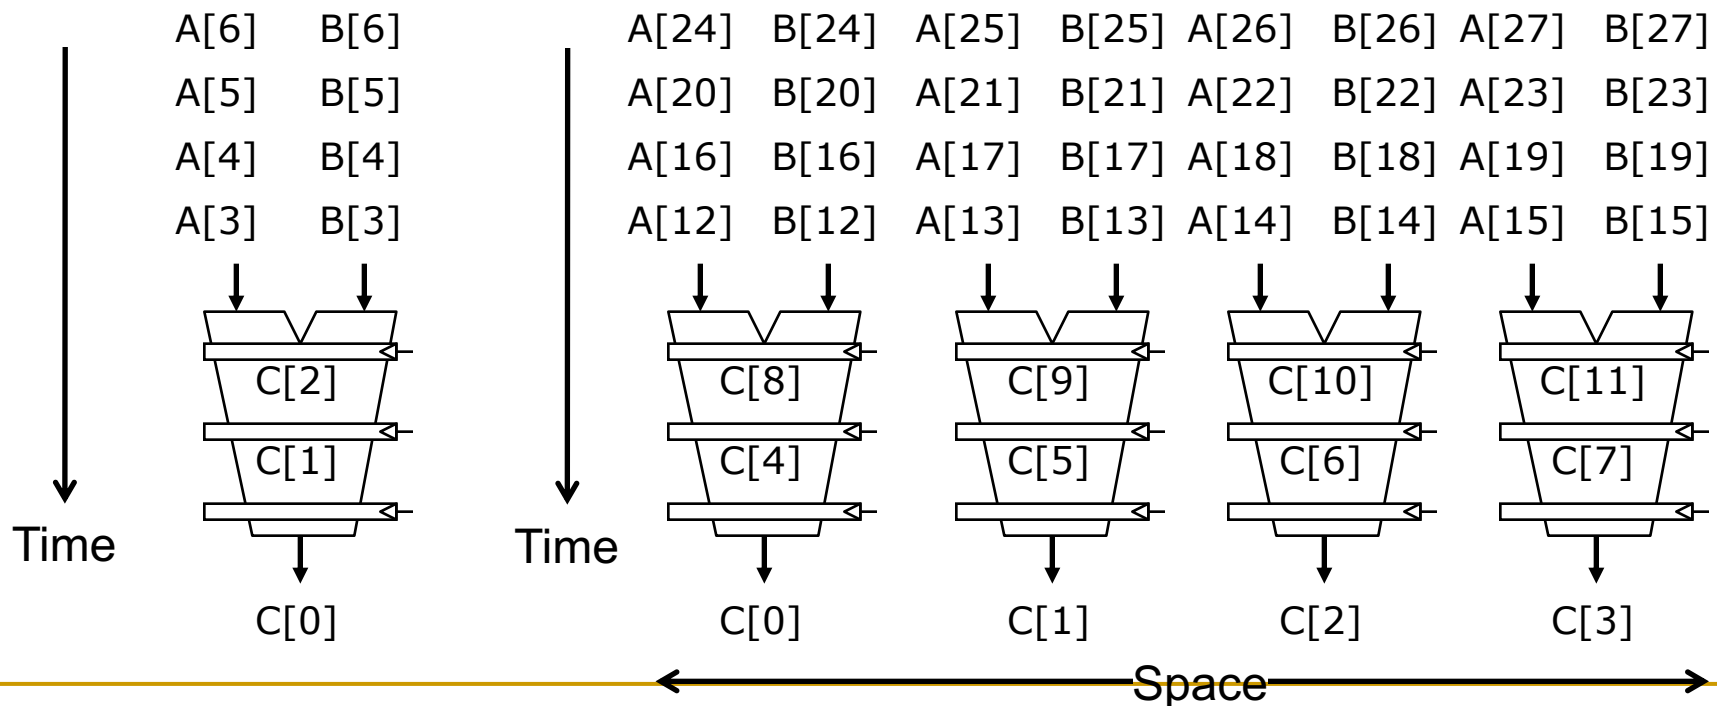 A[6] B[6] A[24] B[24] A[25] B[25] A[26] B[26] A[27] B[27]
A[5] B[5] A[20] B[20] A[21] B[21] A[22] B[22] A[23] B[23]
A[4] B[4] A[16] B[16] A[17] B[17] A[18] B[18] A[19] B[19]
A[3] B[3] A[12] B[12] A[13] B[13] A[14] B[14] A[15] B[15]
C[2] C[8] C[9] C[10] C[11]
C[1] C[4] C[5] C[6] C[7]
Time Time
C[0] C[0] C[1] C[2] C[3]
Space